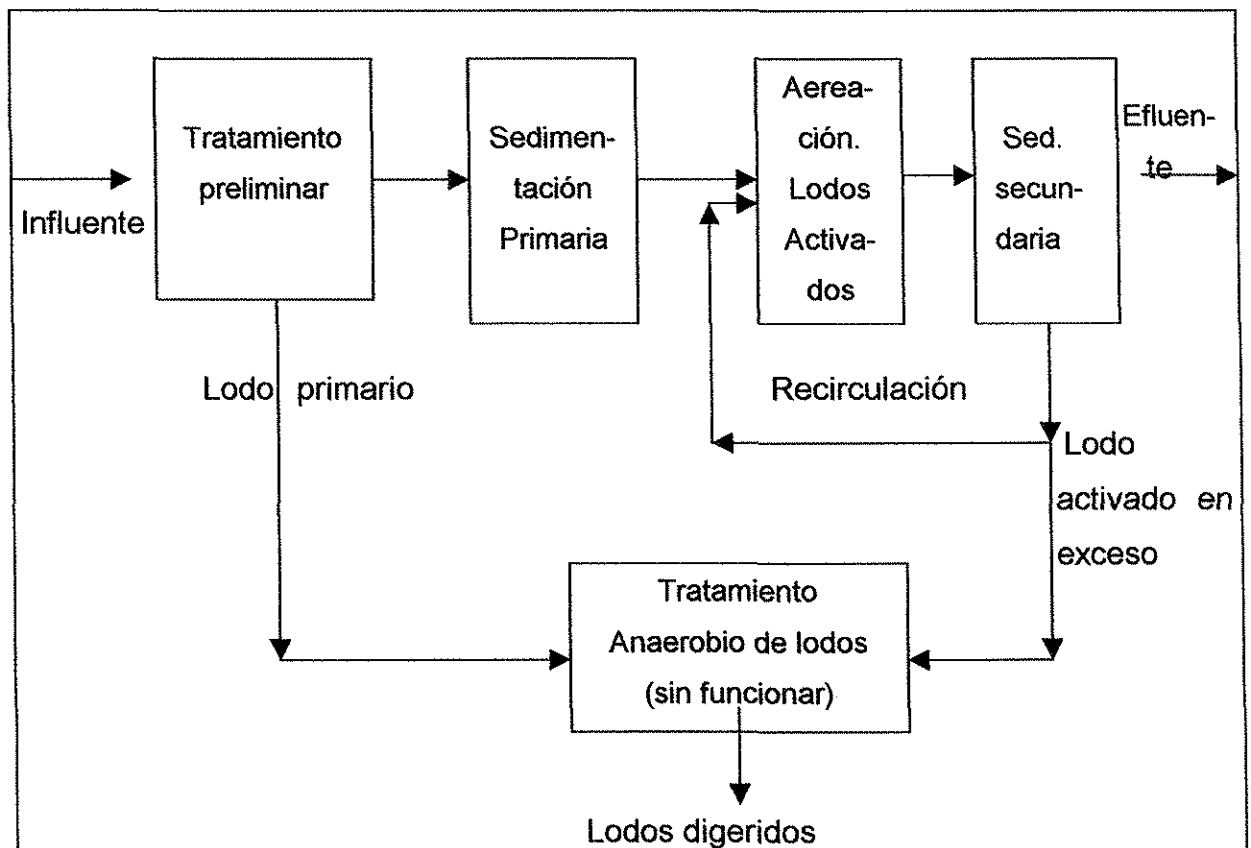 Tratamiento
preliminar
Sedimen-
tación
Primaria
Aerea-
ción.
Lodos
Activa-
dos
Sed.
secun-
daria
Efluen-
te
Influente
Lodo primario
Recirculación
Lodo
activado en
exceso
Tratamiento
Anaerobio de lodos
(sin funcionar)
Lodos digeridos